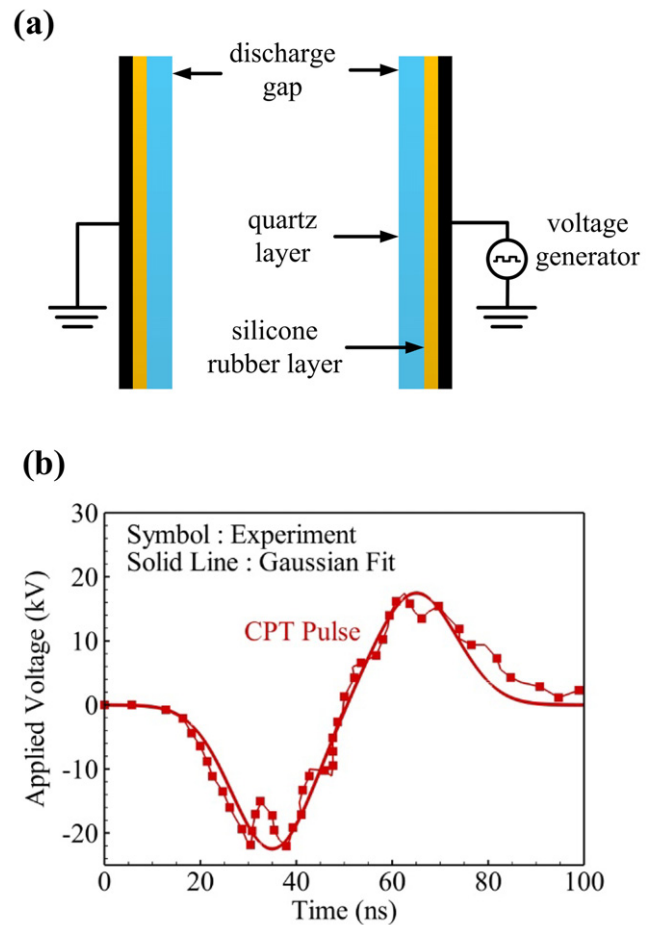 (a)
discharge
gap
quartz
layer
voltage
generator
silicone
rubber layer
(b)
30
20
10
0
-10
-20
Applied Voltage (kV)
Symbol : Experiment
Solid Line : Gaussian Fit
CPT Pulse
0
20
40
60
80
100
Time (ns)